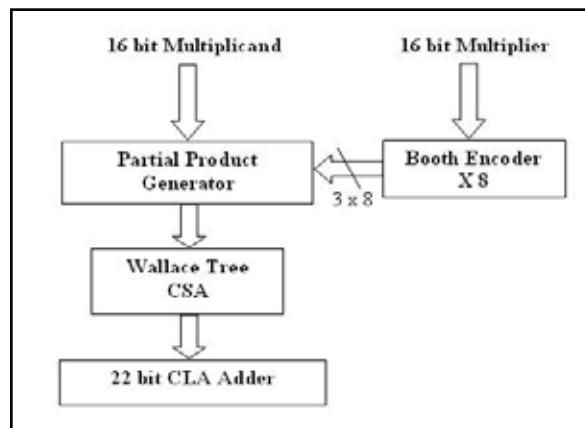 16 bit Multiplicand
16 bit Multiplier
Partial Product
Generator
Booth Encoder
X 8
3 x 8
Wallace Tree
CSA
22 bit CLA Adder